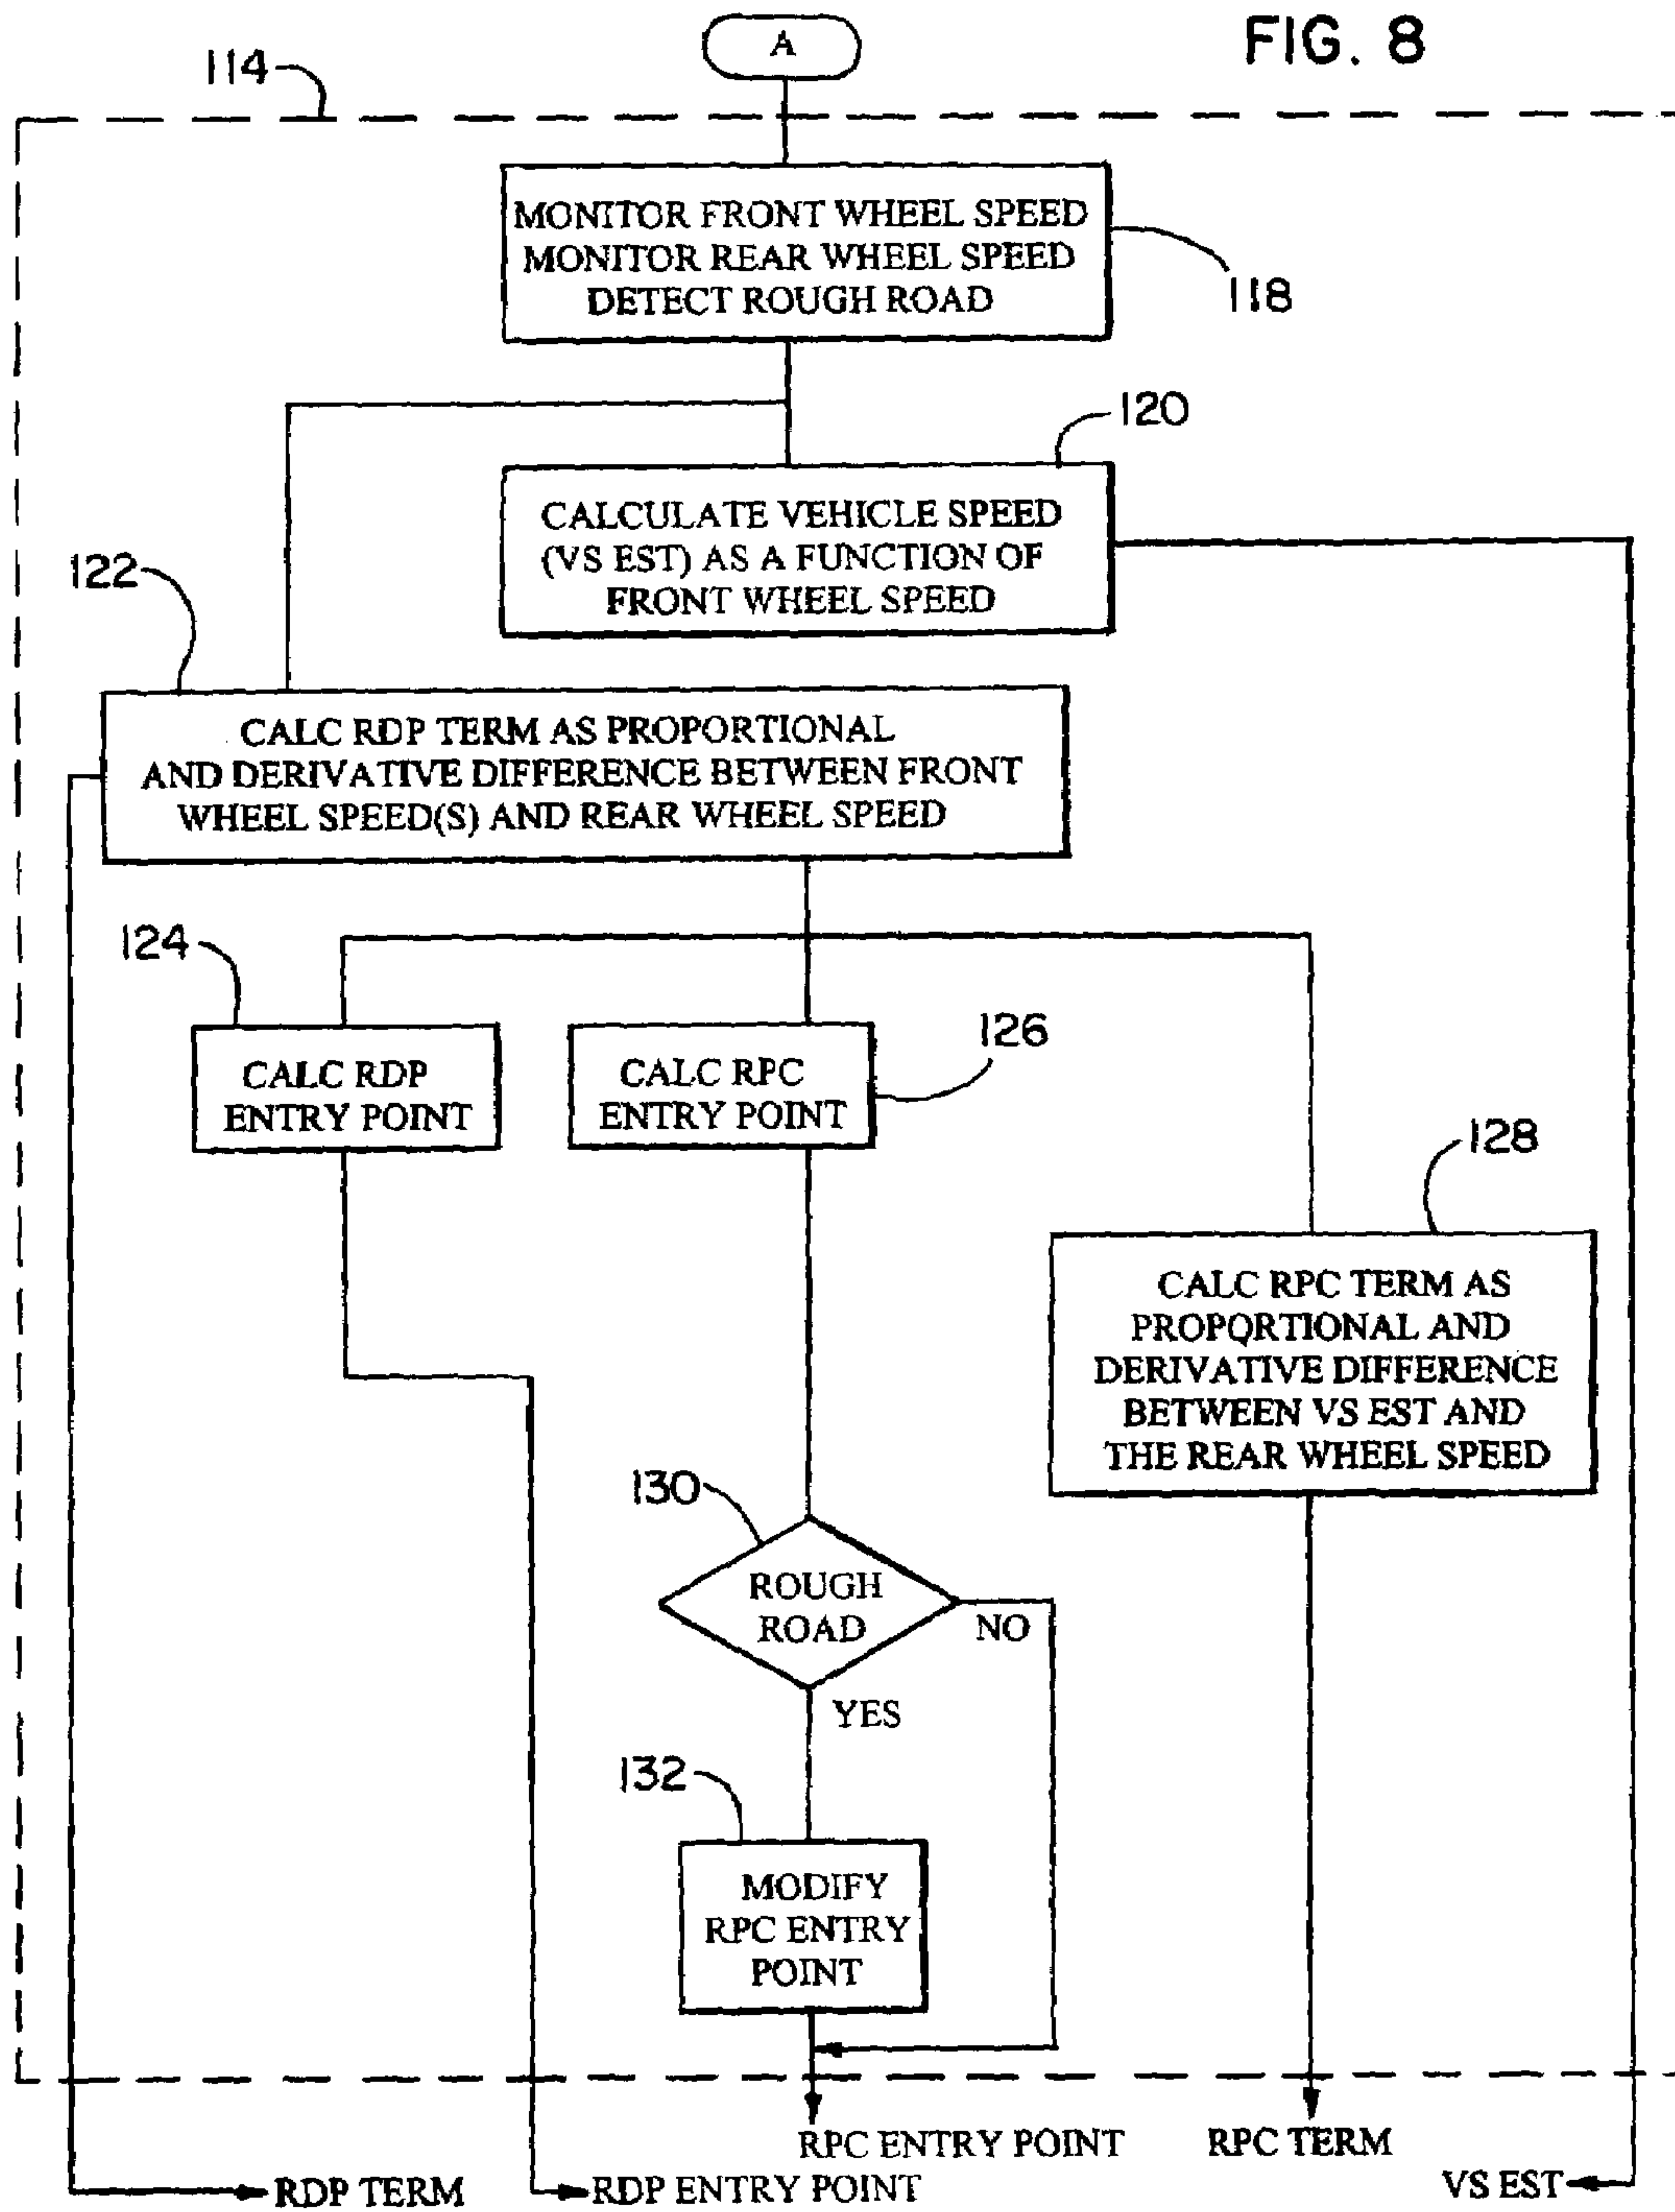 FIG. 8
A
114
MONITOR FRONT WHEEL SPEED
MONITOR REAR WHEEL SPEED
DETECT ROUGH ROAD
118
120
CALCULATE VEHICLE SPEED
(VS EST) AS A FUNCTION OF
FRONT WHEEL SPEED
122
CALC RDP TERM AS PROPORTIONAL
AND DERIVATIVE DIFFERENCE BETWEEN FRONT
WHEEL SPEED(S) AND REAR WHEEL SPEED
124
CALC RDP
ENTRY POINT
CALC RPC
ENTRY POINT
126
128
CALC RPC TERM AS
PROPORTIONAL AND
DERIVATIVE DIFFERENCE
BETWEEN VS EST AND
THE REAR WHEEL SPEED
130
ROUGH
ROAD
NO
YES
132
MODIFY
RPC ENTRY
POINT
RPC ENTRY POINT
RPC TERM
RDP TERM
RDP ENTRY POINT
VS EST